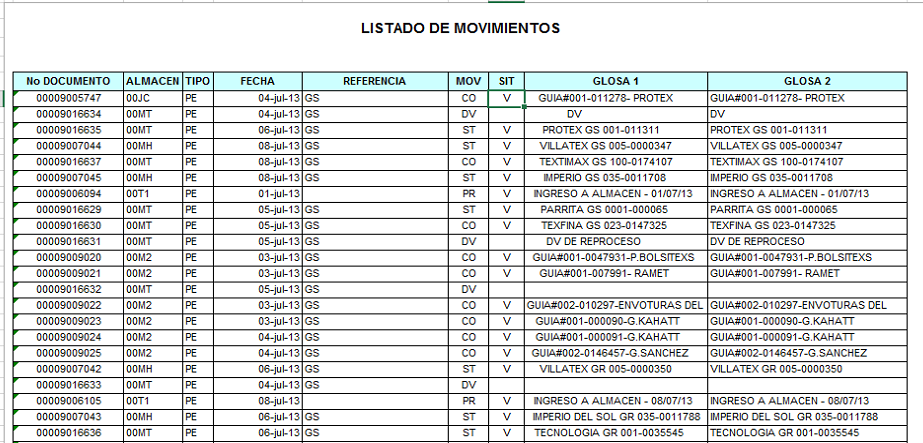 LISTADO DE MOVIMIENTOS
No DOCUMENTO ALMACEN TIPO FECHA REFERENCIA MOV SIT GLOSA 1 GLOSA 2
00009005747 00JC PE 04-jul-13 GS CO V GUIA#001-011278- PROTEX GUIA#001-011278- PROTEX
00009016634 00MT PE 04-jul-13 GS DV DV DV
00009016635 00MT PE 06-jul-13 GS ST V PROTEX GS 001-011311 PROTEX GS 001-011311
00009007044 00MH PE 08-jul-13 GS ST V VILLATEX GS 005-0000347 VILLATEX GS 005-0000347
00009016637 00MT PE 08-jul-13 GS CO V TEXTIMAX GS 100-0174107 TEXTIMAX GS 100-0174107
00009007045 00MH PE 08-jul-13 GS ST V IMPERIO GS 035-0011708 IMPERIO GS 035-0011708
00009006094 00T1 PE 01-jul-13 PR V INGRESO A ALMACEN - 01/07/13 INGRESO A ALMACEN - 01/07/13
00009016629 00MT PE 05-jul-13 GS ST V PARRITA GS 0001-000065 PARRITA GS 0001-000065
00009016630 00MT PE 05-jul-13 GS CO V TEXFINA GS 023-0147325 TEXFINA GS 023-0147325
00009016631 00MT PE 05-jul-13 GS DV DV DE REPROCESO DV DE REPROCESO
00009009020 00M2 PE 03-jul-13 GS CO V GUIA#001-0047931-P.BOLSITEXS GUIA#001-0047931-P.BOLSITEXS
00009009021 00M2 PE 03-jul-13 GS CO V GUIA#001-007991- RAMET GUIA#001-007991- RAMET
00009016632 00MT PE 05-jul-13 GS DV
00009009022 00M2 PE 03-jul-13 GS CO V GUIA#002-010297-ENVOTURAS DEL GUIA#002-010297-ENVOTURAS DEL
00009009023 00M2 PE 03-jul-13 GS CO V GUIA#001-000090-G.KAHATT GUIA#001-000090-G.KAHATT
00009009024 00M2 PE 04-jul-13 GS CO V GUIA#001-000091-G.KAHATT GUIA#001-000091-G.KAHATT
00009009025 00M2 PE 04-jul-13 GS CO V GUIA#002-0146457-G.SANCHEZ GUIA#002-0146457-G.SANCHEZ
00009007042 00MH PE 06-jul-13 GS ST V VILLATEX GR 005-0000350 VILLATEX GR 005-0000350
00009016633 00MT PE 04-jul-13 GS DV
00009006105 00T1 PE 08-jul-13 PR V INGRESO A ALMACEN - 08/07/13 INGRESO A ALMACEN - 08/07/13
00009007043 00MH PE 06-jul-13 GS ST V IMPERIO DEL SOL GR 035-0011788 IMPERIO DEL SOL GR 035-0011788
00009016636 00MT PE 06-jul-13 GS ST V TECNOLOGIA GR 001-0035545 TECNOLOGIA GR 001-0035545